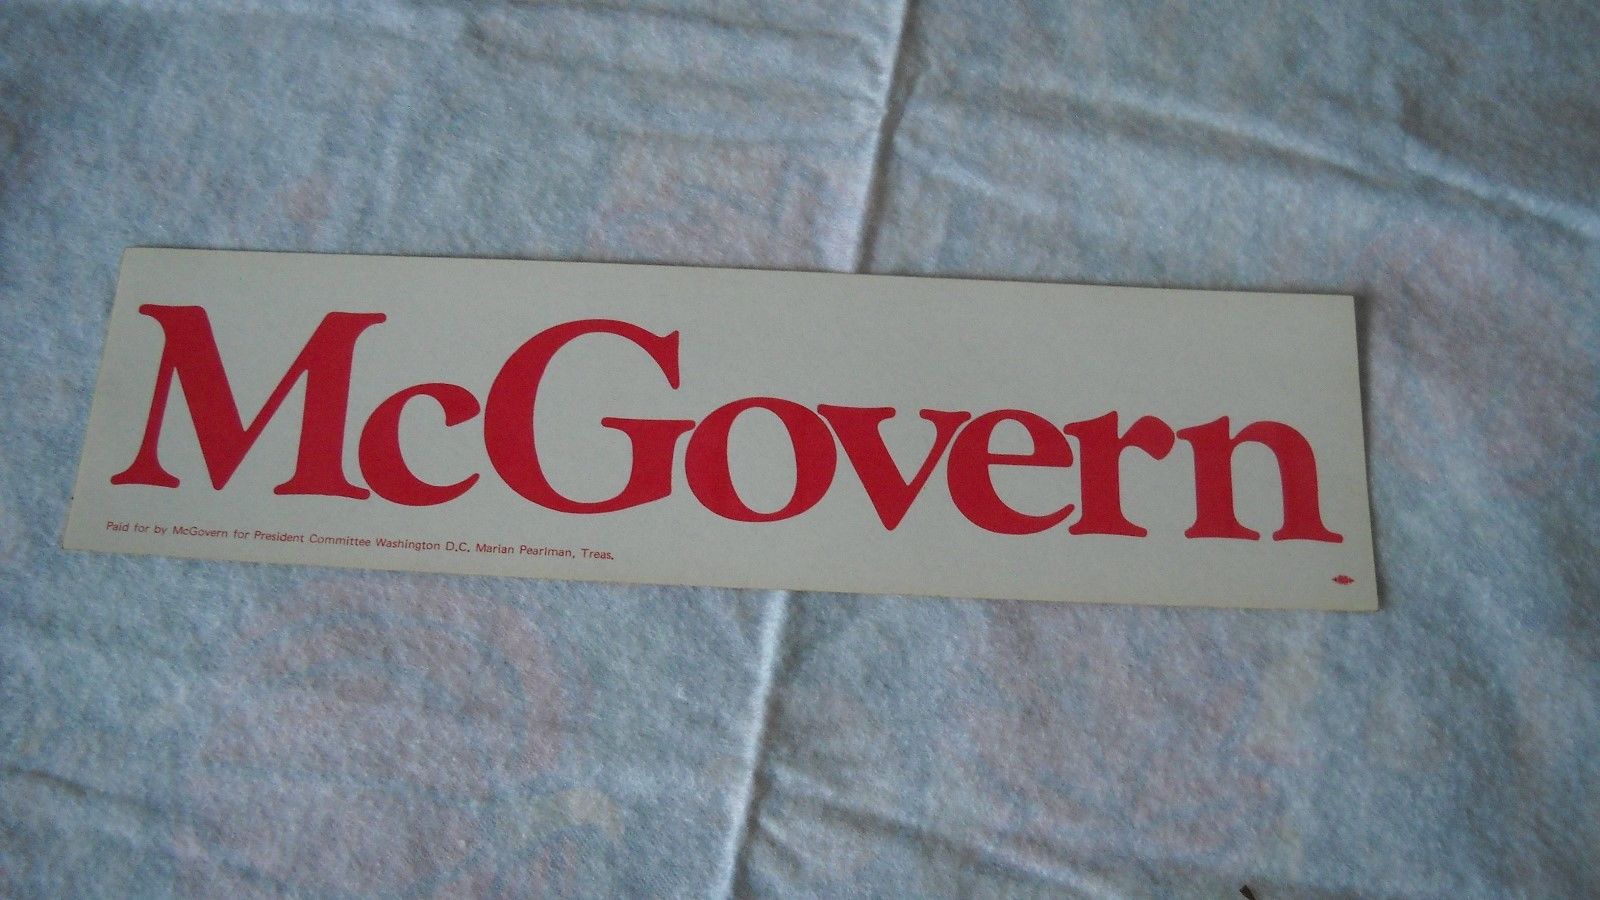 McGovern
Paid for by McGovern for President Committee Washington D.C. Marian Pearlman, Treas.